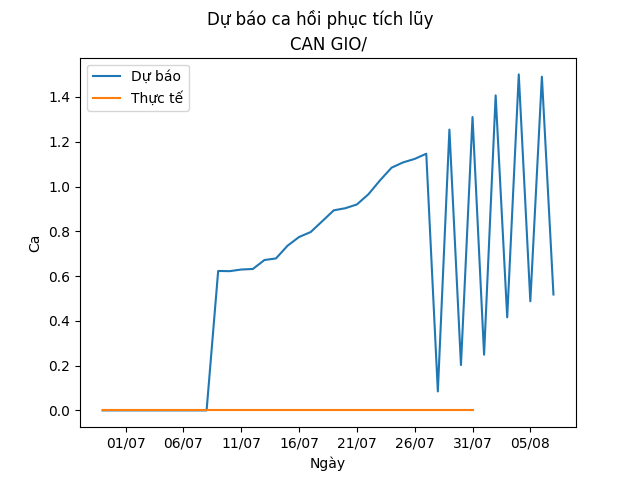 Dự báo ca hồi phục tích lũy
CAN GIO/
Dự báo
Thực tế
Ca
1.4
1.2
1.0
0.8
0.6
0.4
0.2
0.0
01/07 06/07 11/07 16/07 21/07 26/07 31/07 05/08
Ngày